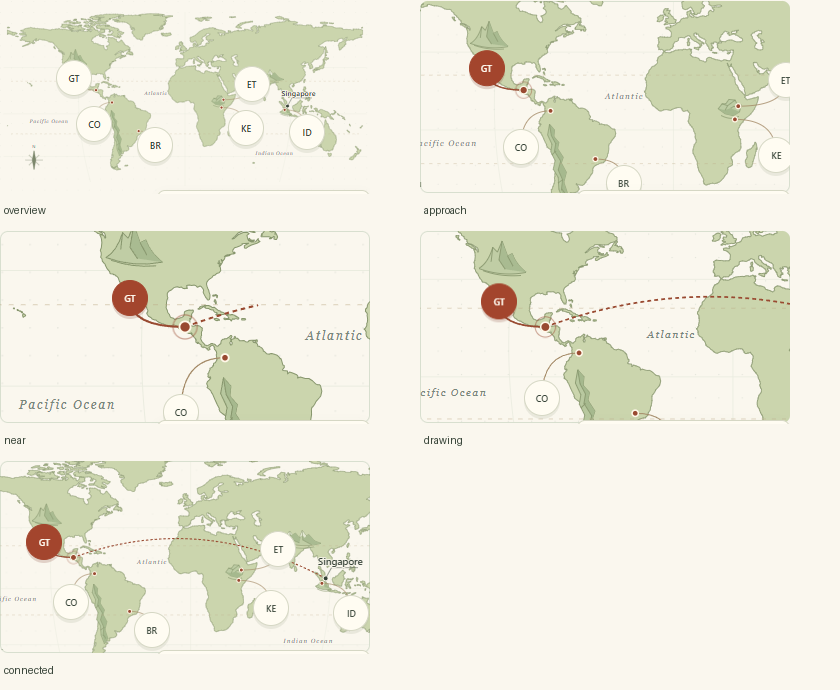 GT
ET
Atlantic
Singapore
Pacific Ocean
CO
KE
ID
BR
Indian Ocean
overview
GT
ET
Atlantic
cific Ocean
CO
KE
BR
approach
GT
Atlantic
Pacific Ocean
CO
near
GT
Atlantic
cific Ocean
CO
drawing
GT
ET
Atlantic
Singapore
ific Ocean
CO
KE
ID
BR
Indian Ocean
connected